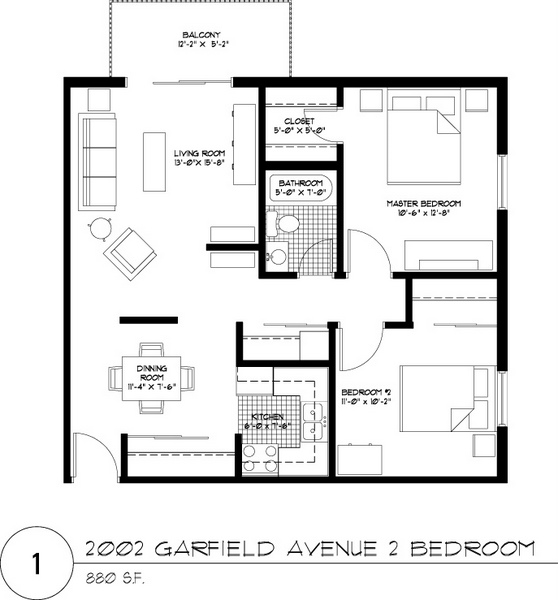 BALCONY
12'-2" X 5'-2"
CLOSET
5'-0" X 5'-0"
LIVING ROOM
13'-0" X 15'-8"
BATHROOM
5'-0" X 7'-0"
MASTER BEDROOM
10'-6" X 12'-8"
DINNING
ROOM
11'-4" X 7'-6"
BEDROOM #2
11'-0" X 10'-2"
KITCHEN
6'-0 X 7'-6"
1
2002 GARFIELD AVENUE 2 BEDROOM
880 S.F.